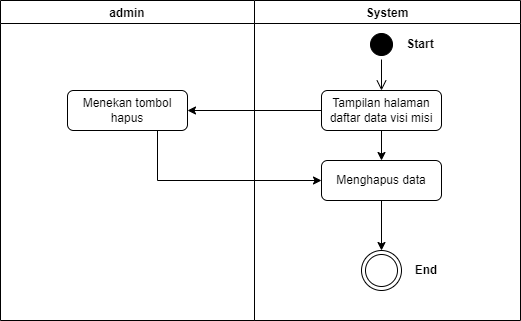 admin
System
Start
Menekan tombol
hapus
Tampilan halaman
daftar data visi misi
Menghapus data
End